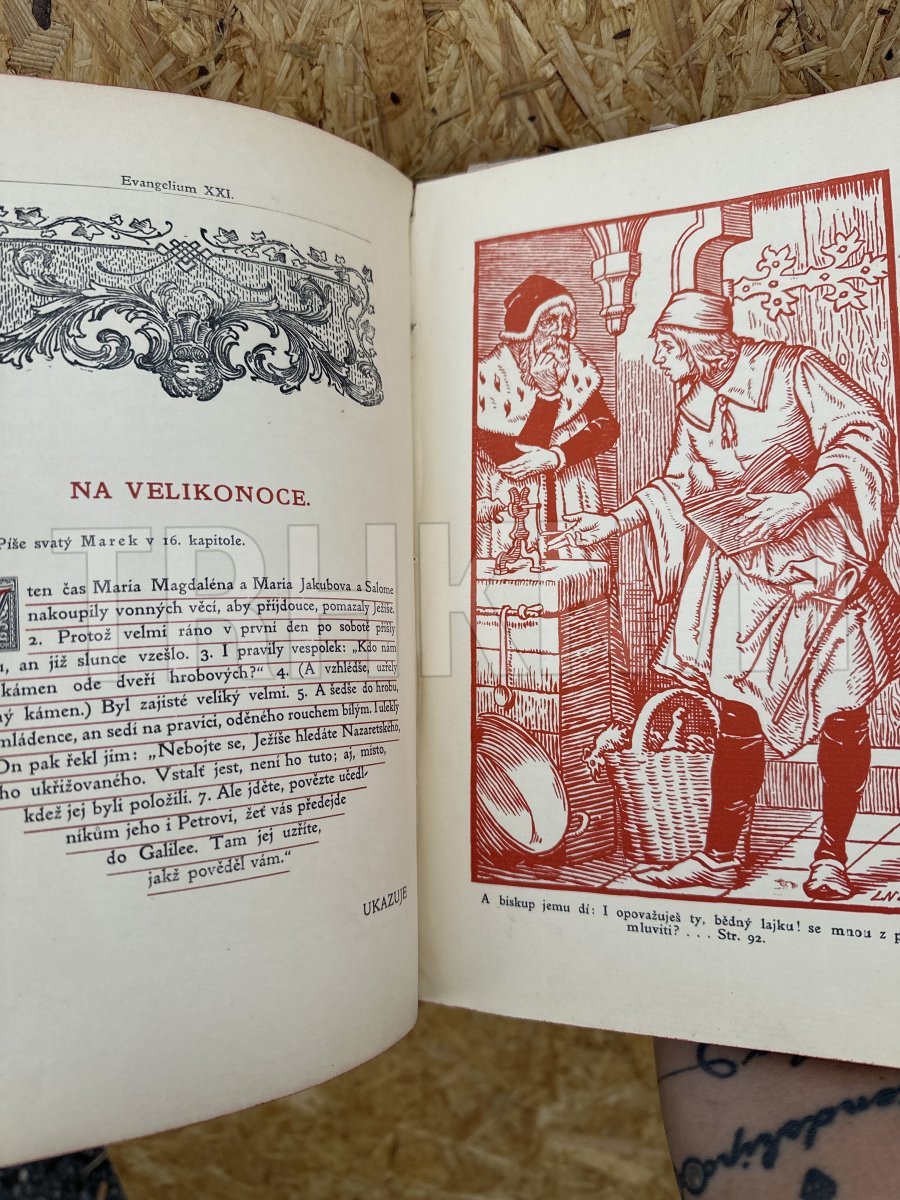 Evangelium XXI.
NA VELIKONOCE.
Píše svatý Marek v 16. kapitole.
ten čas Maria Magdaléna a Maria Jakubova a Salome
nakoupily vonných věcí, aby přijdouce, pomazaly Ježíše.
2. Protož velmi ráno v první den po sobotě přišly
, an již slunce vzešlo. 3. I pravily vespolek: „Kdo nám
kámen ode dveří hrobových?“ 4. (A vzhledše, uzřely
ý kámen.) Byl zajisté veliký velmi. 5. A šedše do hrobu,
mládence, an sedí na pravici, oděného rouchem bílým. I ulekly
On pak řekl jim: „Nebojte se, Ježíše hledáte Nazaretského,
ho ukřižovaného. Vstalť jest, není ho tuto; aj, místo,
kdež jej byli položili. 7. Ale jděte, povězte učedl-
níkům jeho i Petrovi, žeť vás předejde
do Galilee. Tam jej uzříte,
jakž pověděl vám.“
UKAZUJE
LN
A biskup jemu dí: I opovažuješ ty, bědný lajku! se mnou z p
mluviti? . . . Str. 92.